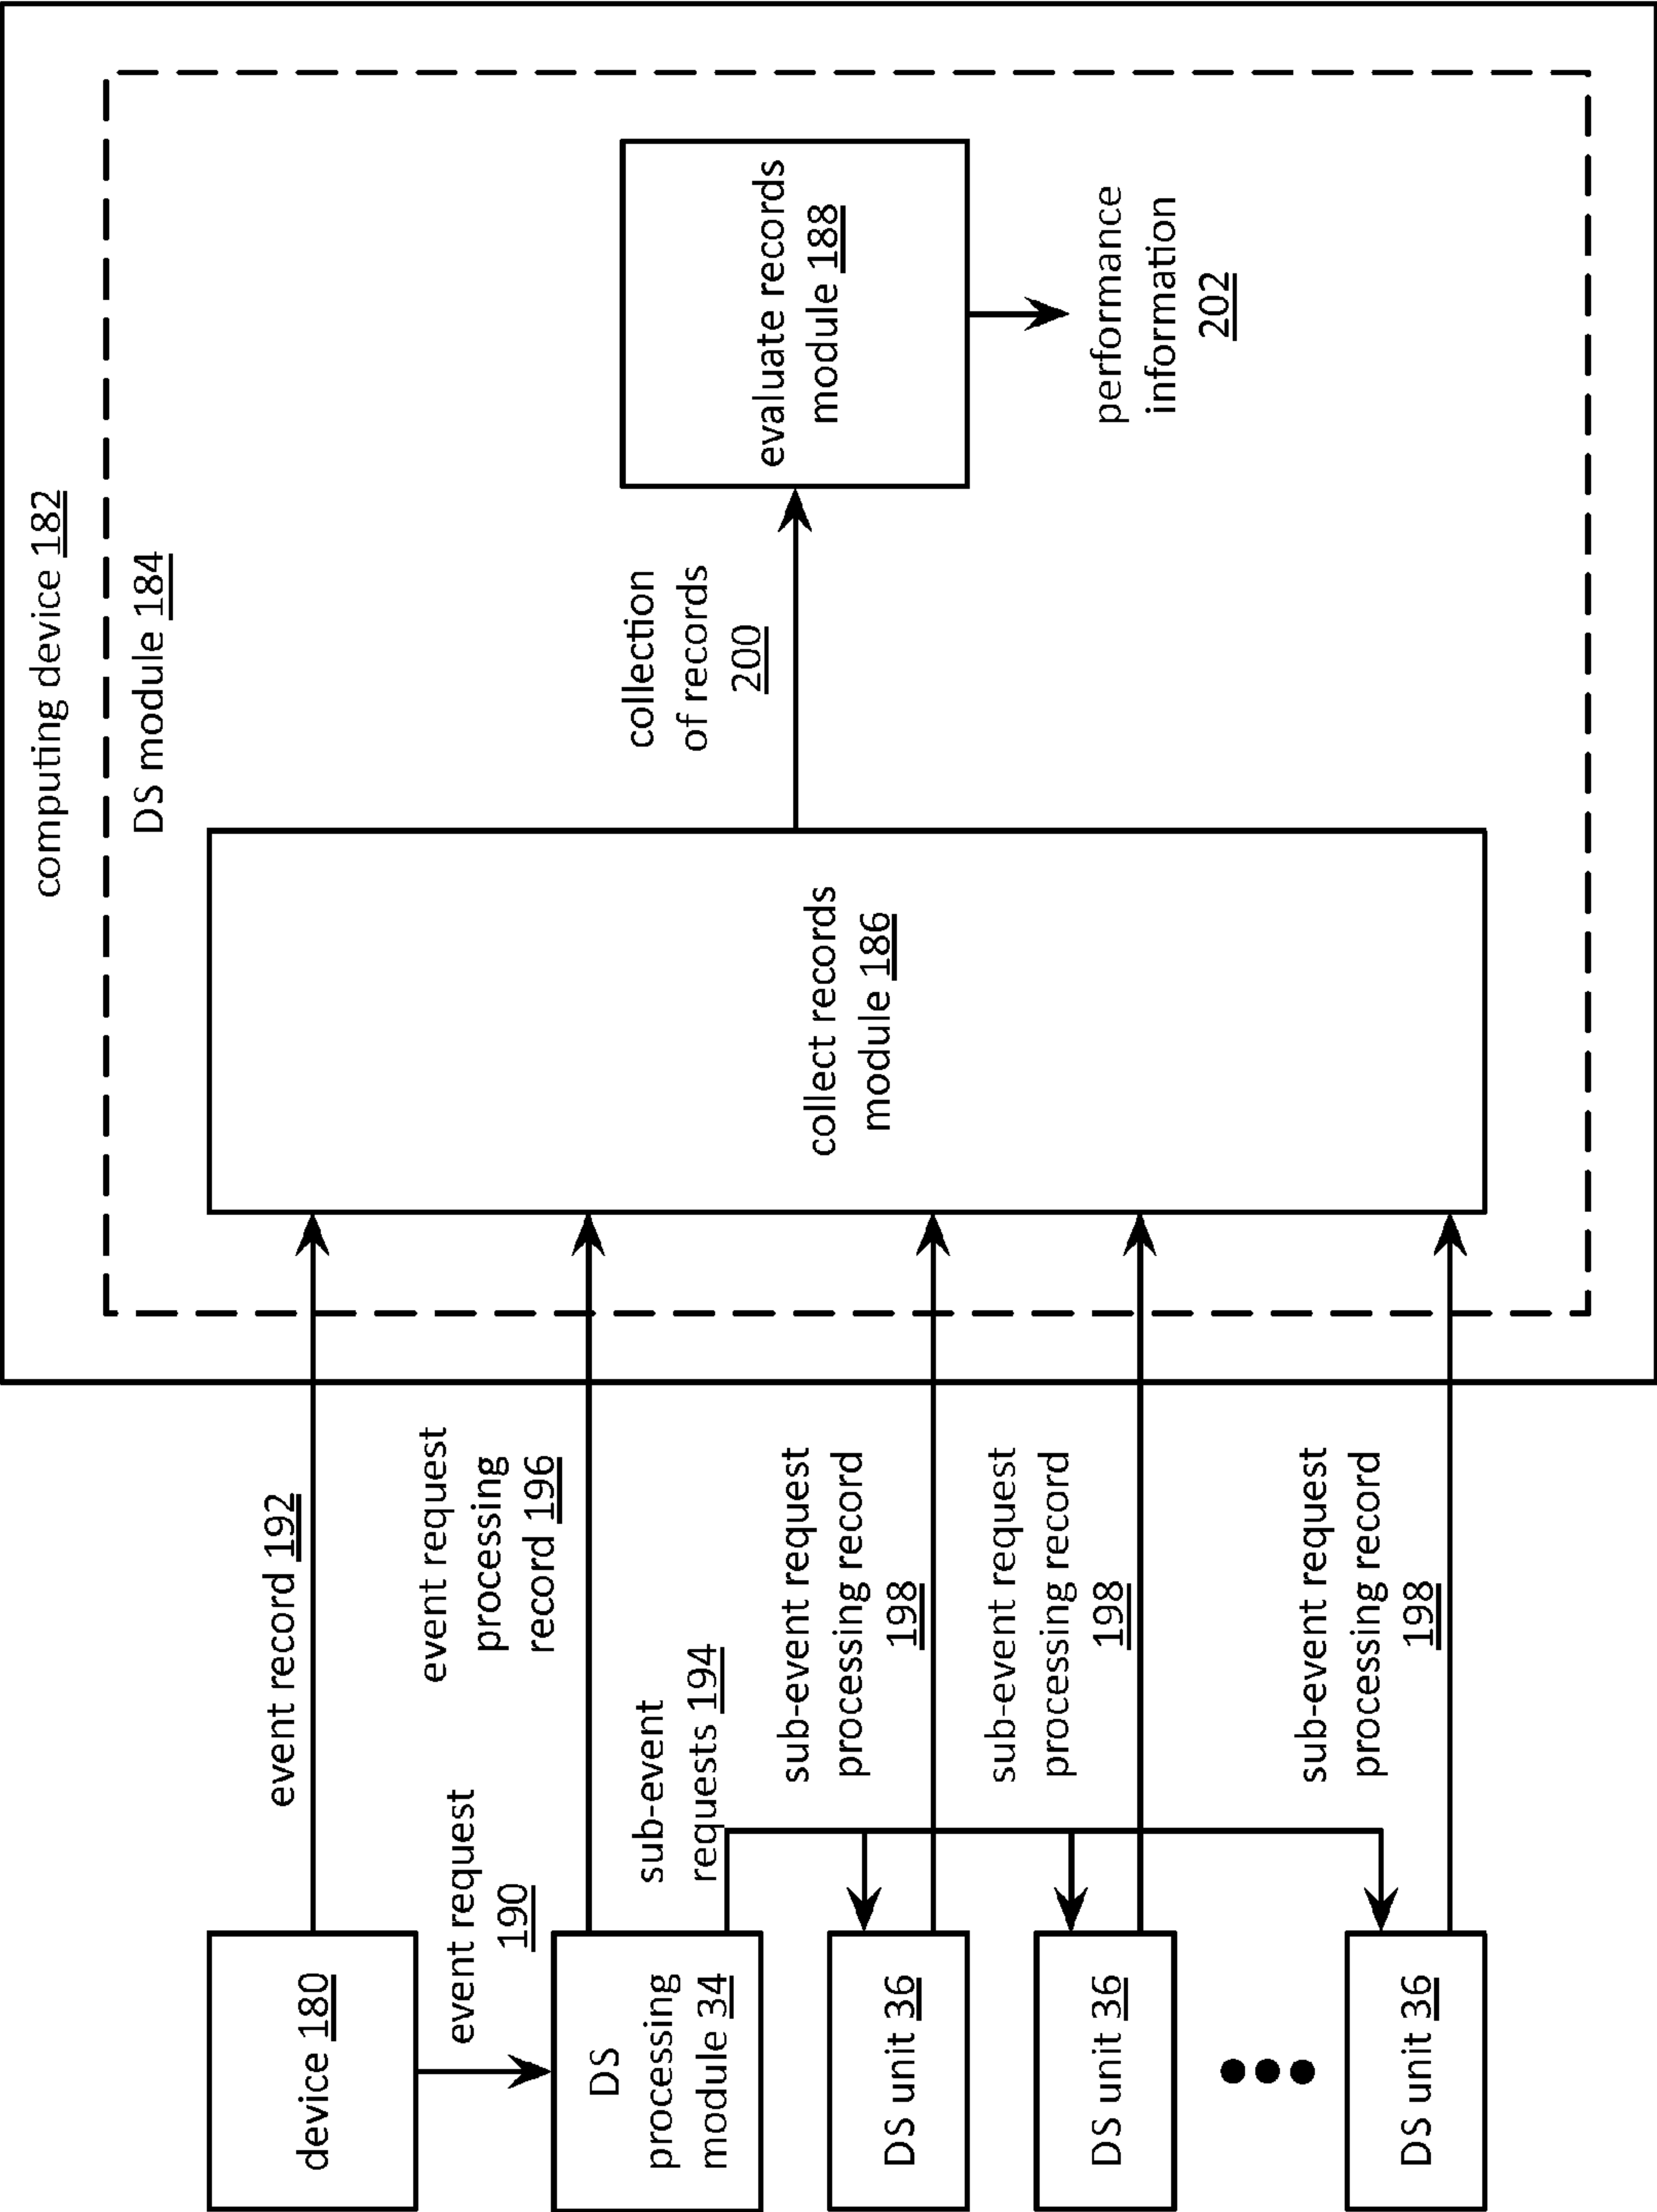 computing device 182
DS module 184
device 180
event record 192
event request
190
event request
processing
record 196
DS
processing
module 34
sub-event
requests 194
DS unit 36
sub-event request
processing record
198
DS unit 36
sub-event request
processing record
198
DS unit 36
sub-event request
processing record
198
collect records
module 186
collection
of records
200
evaluate records
module 188
performance
information
202